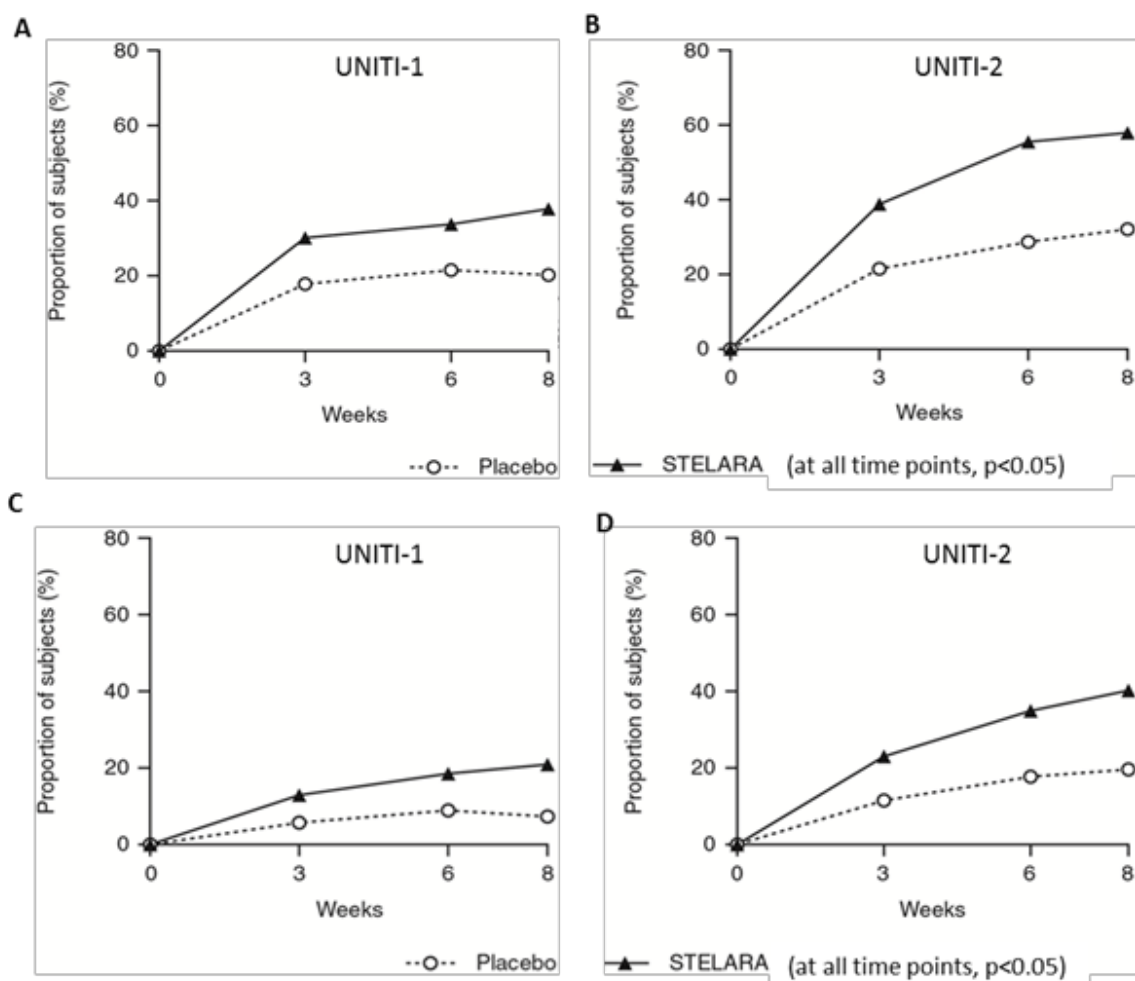 A
B
UNITI-1
UNITI-2
Proportion of subjects (%)
80
60
40
20
0
0 3 6 8
Weeks
Proportion of subjects (%)
80
60
40
20
0
0 3 6 8
Weeks
Placebo
STELARA (at all time points, p<0.05)
C
D
UNITI-1
UNITI-2
Proportion of subjects (%)
80
60
40
20
0
0 3 6 8
Weeks
Proportion of subjects (%)
80
60
40
20
0
0 3 6 8
Weeks
Placebo
STELARA (at all time points, p<0.05)